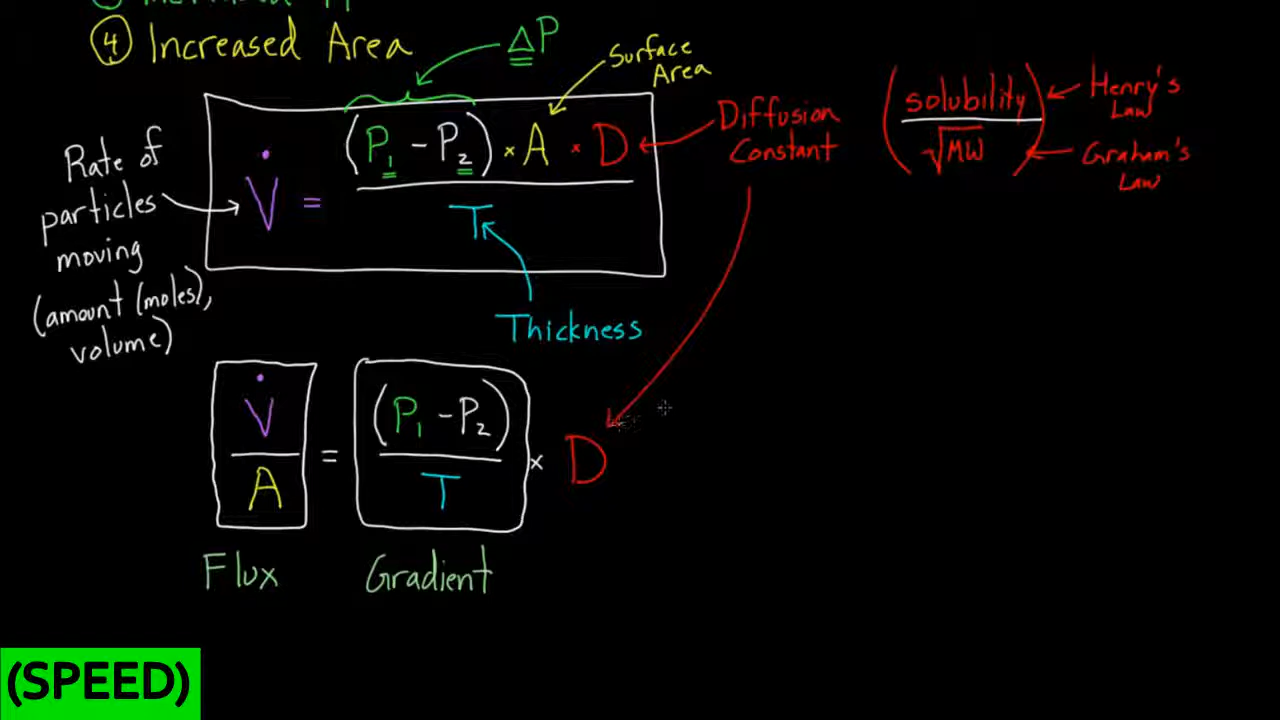 ④ Increased Area
ΔP
Surface
Area
Rate of
particles
moving
(amount (moles),
volume)
V̇ = (P₁ - P₂) × A × D
T
Thickness
Diffusion
Constant
(solubility
√MW)
Henry's
Law
Graham's
Law
V̇
A
=
(P₁ - P₂)
T
× D
Flux
Gradient
(SPEED)